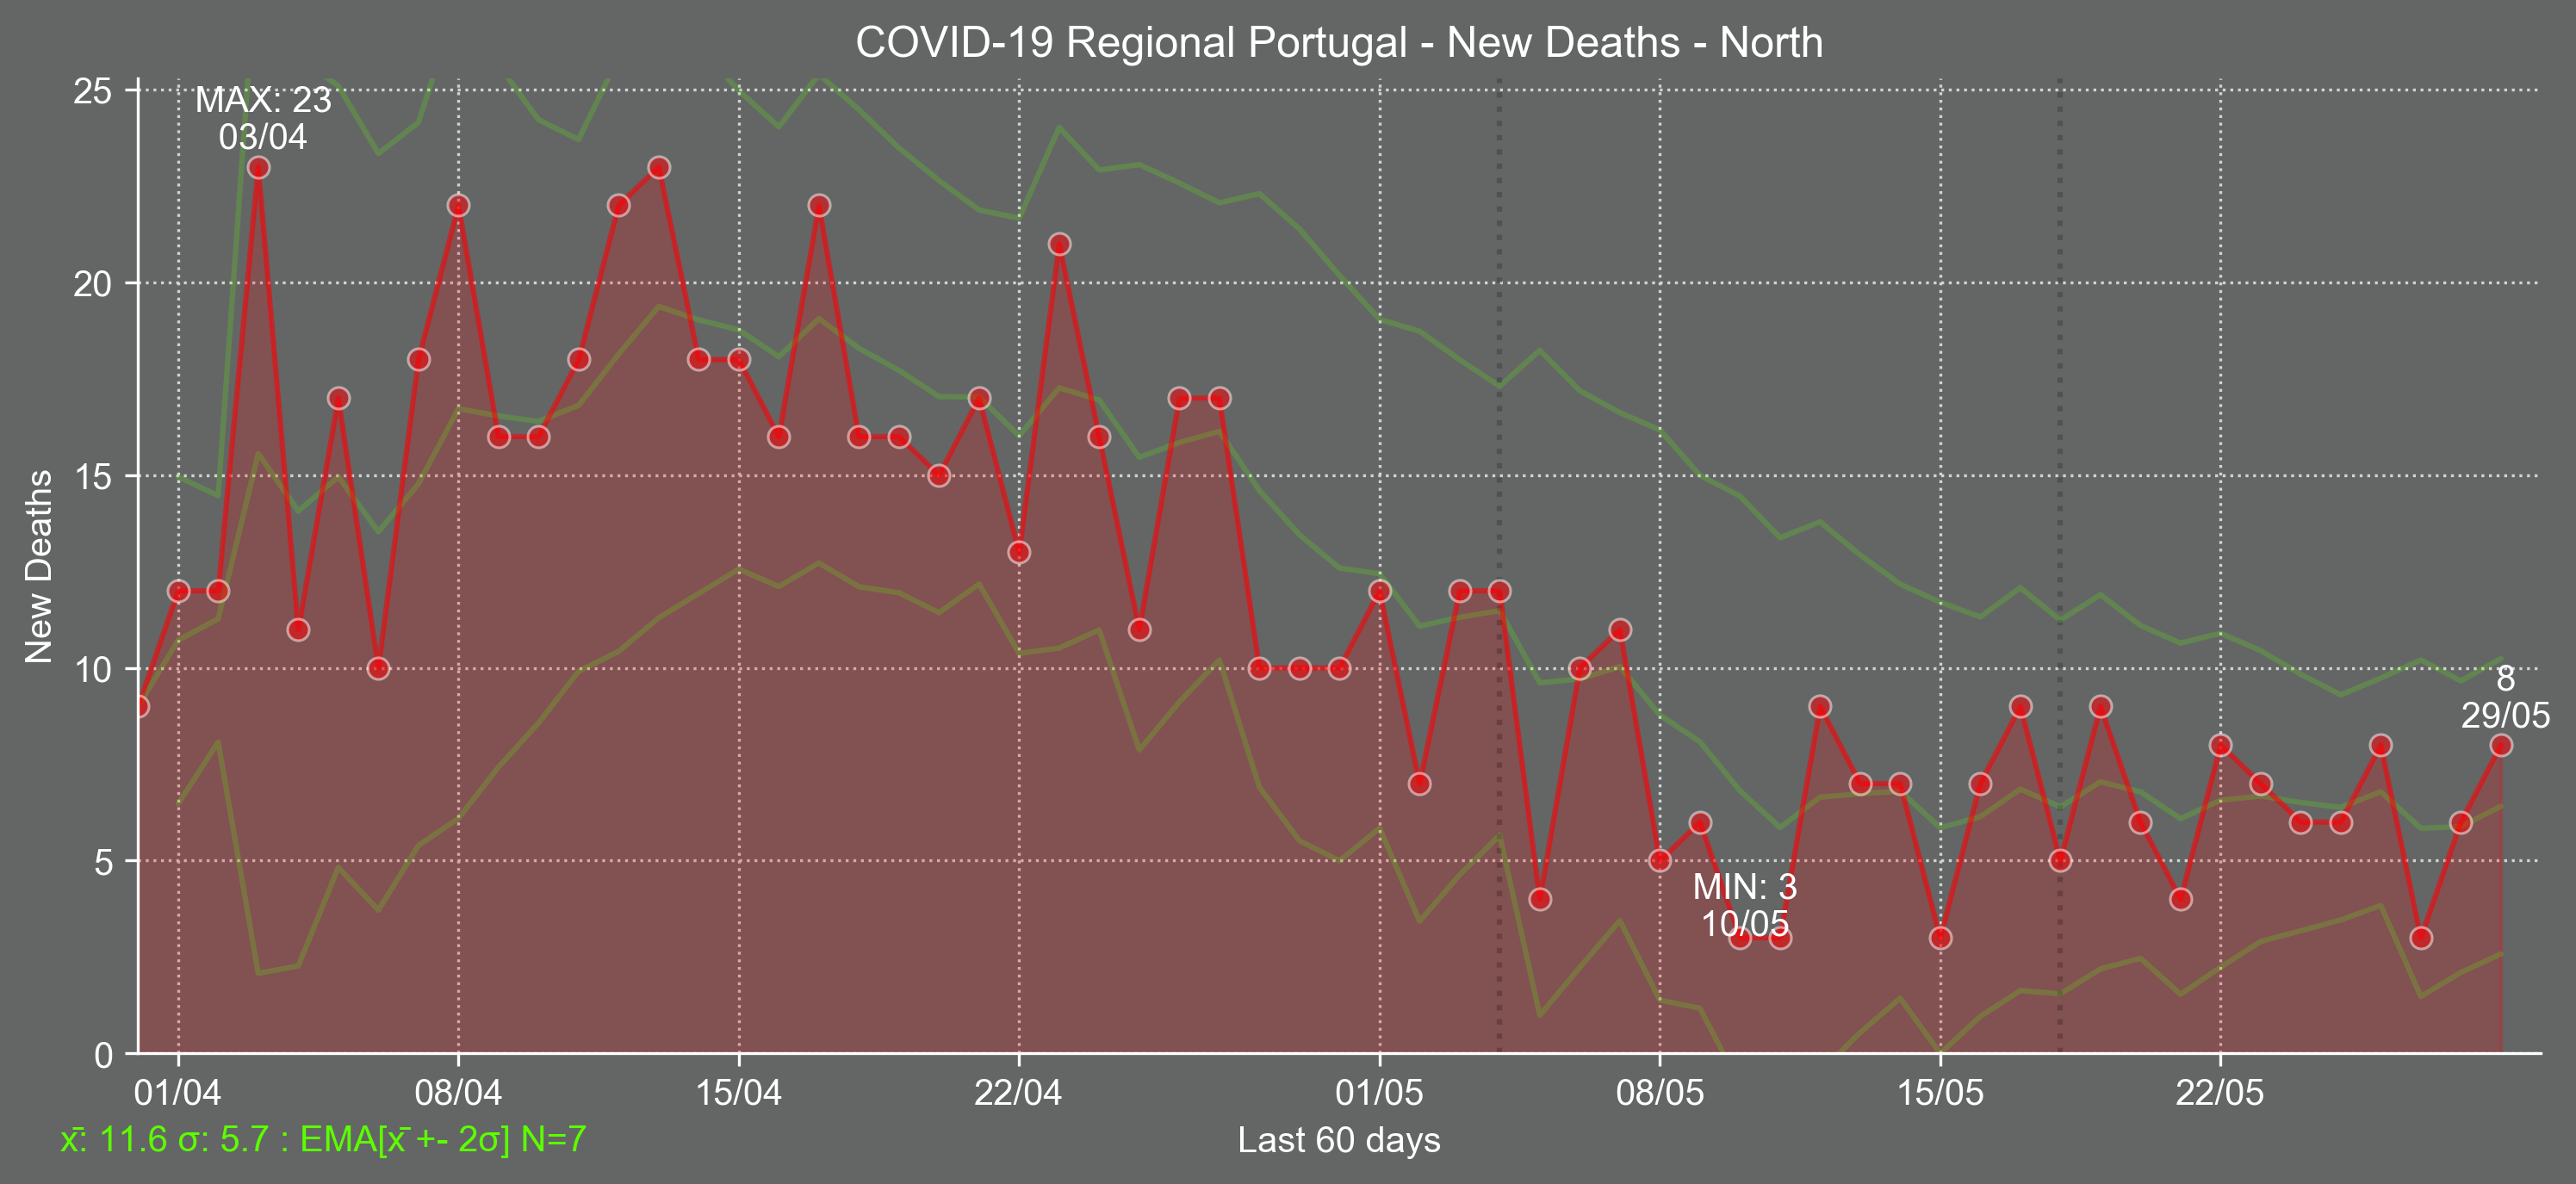 COVID-19 Regional Portugal - New Deaths - North
MAX: 23
03/04
25
20
15
10
5
0
New Deaths
8
29/05
MIN: 3
10/05
01/04 08/04 15/04 22/04 01/05 08/05 15/05 22/05
x̄: 11.6 σ: 5.7 : EMA[x̄ +- 2σ] N=7
Last 60 days